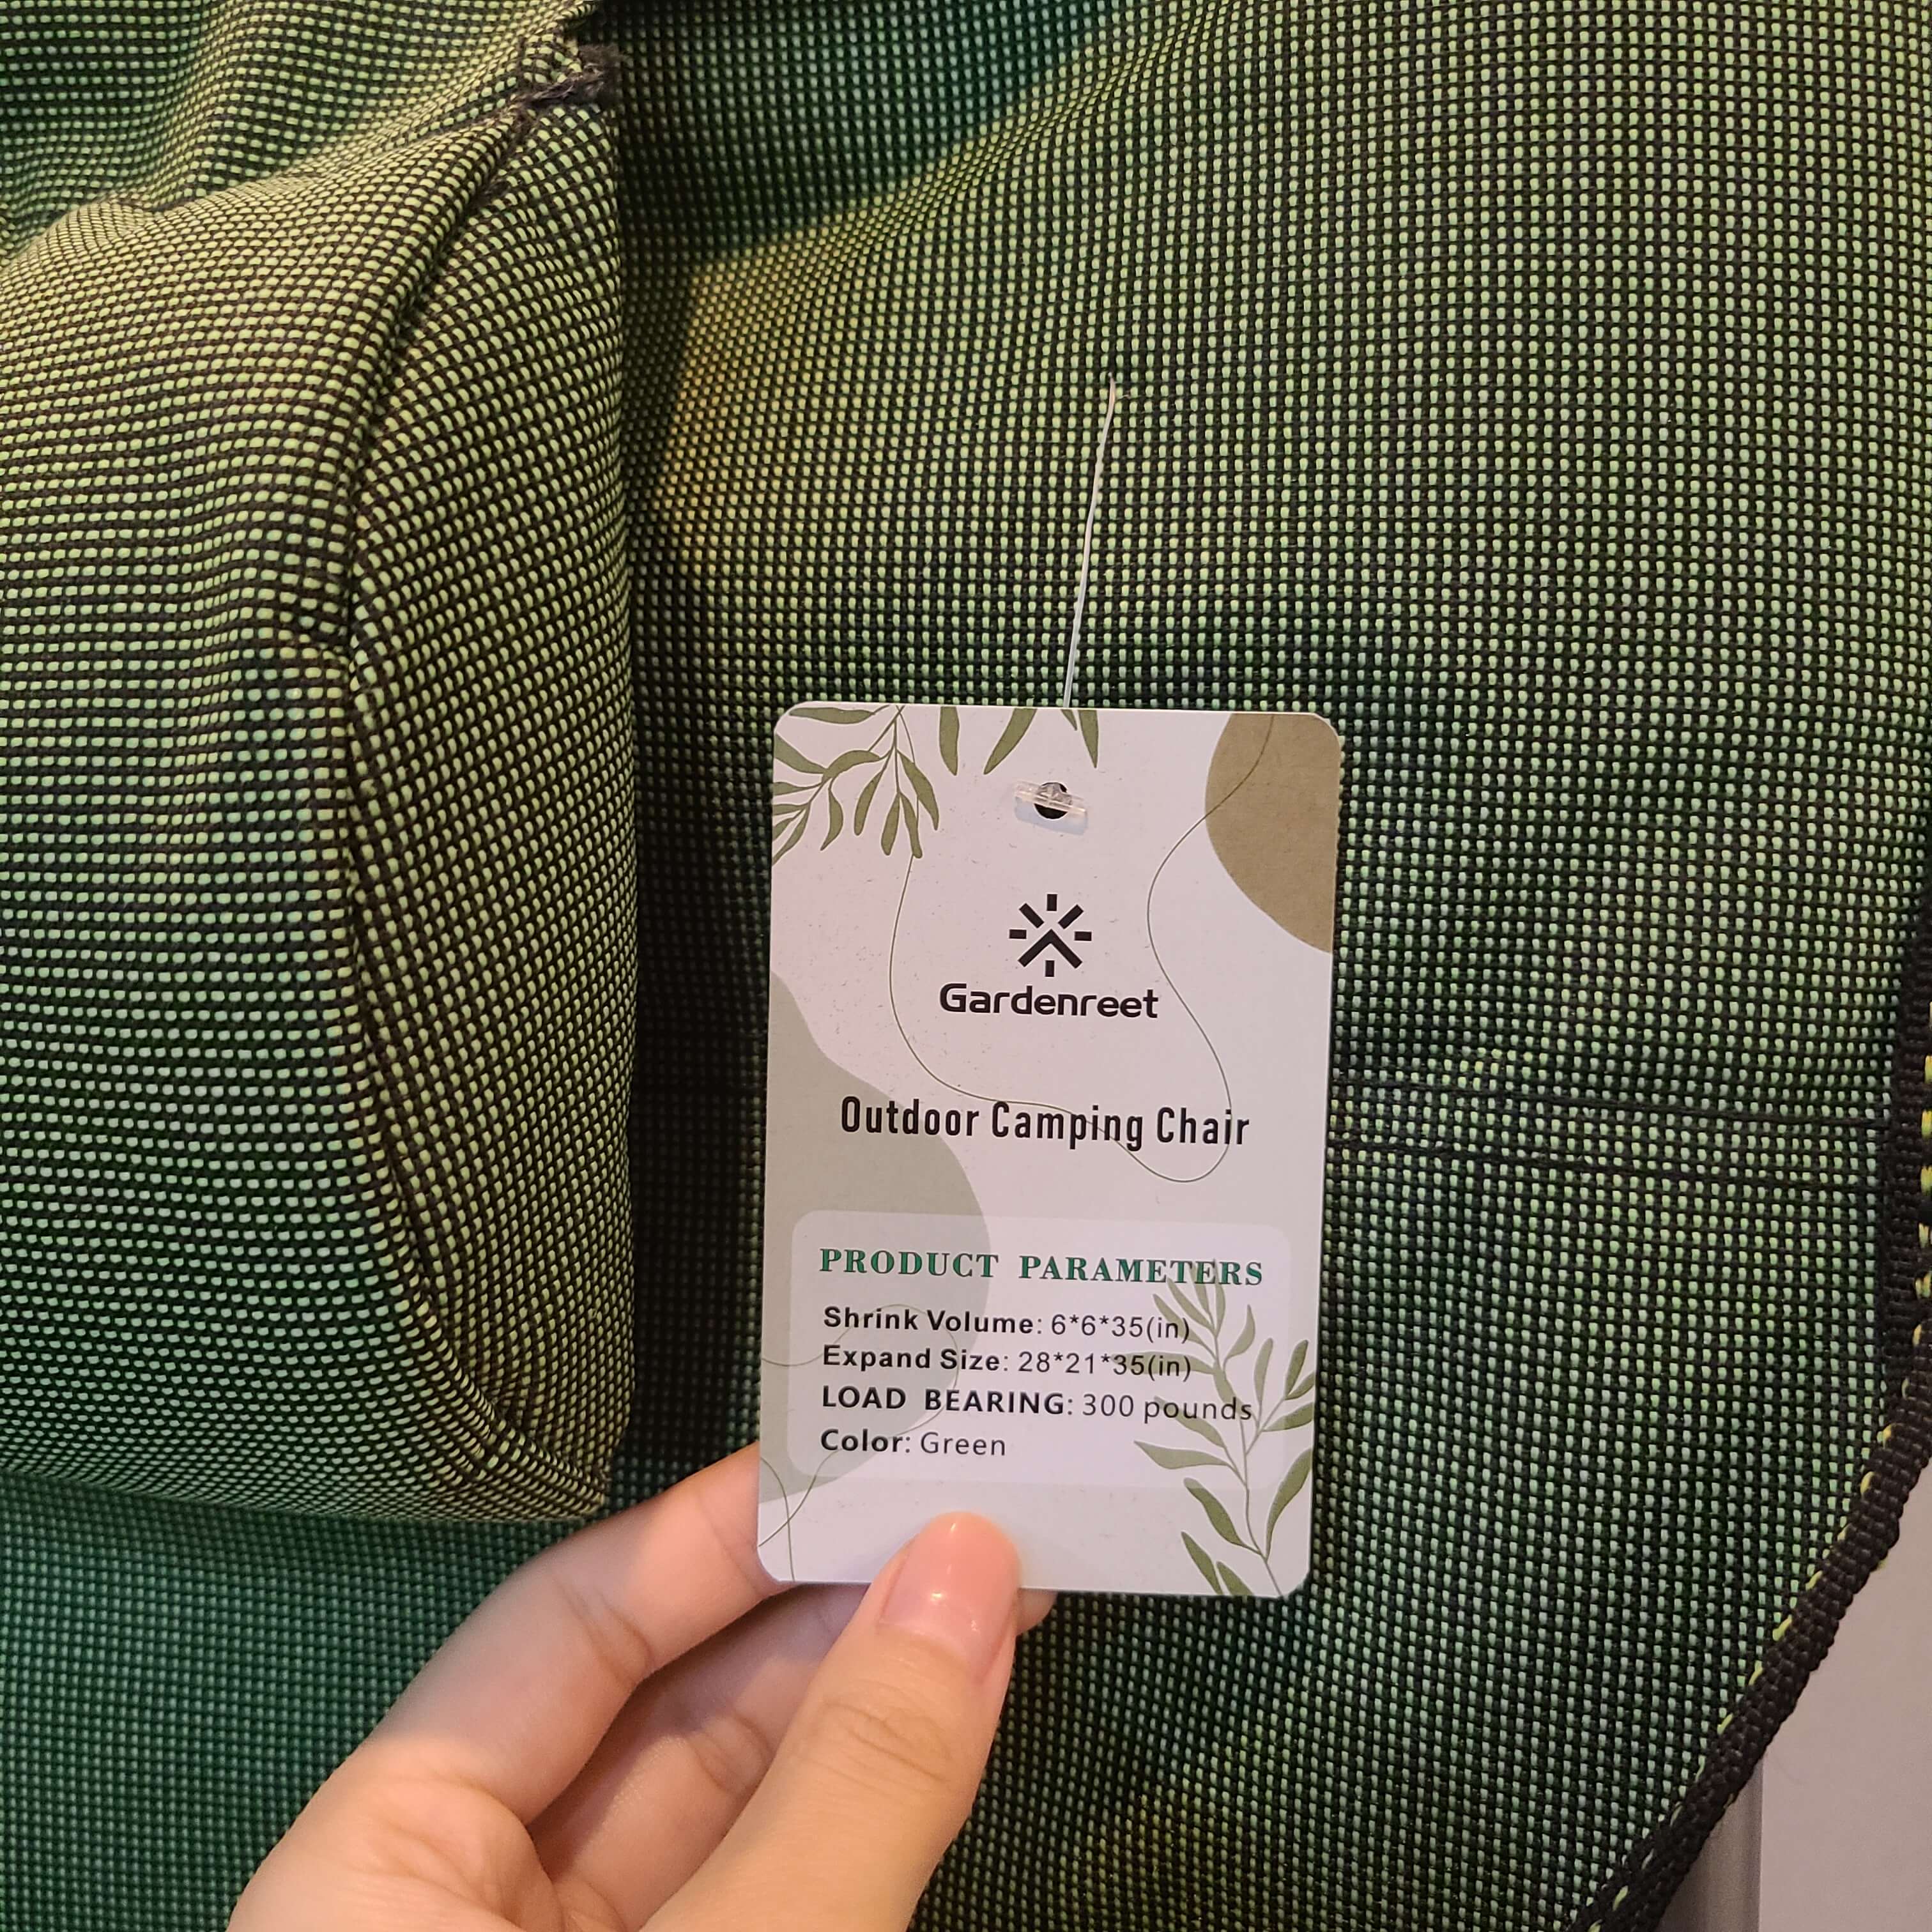 Gardenreet
Outdoor Camping Chair
PRODUCT PARAMETERS
Shrink Volume: 6*6*35(in)
Expand Size: 28*21*35(in)
LOAD BEARING: 300 pounds
Color: Green